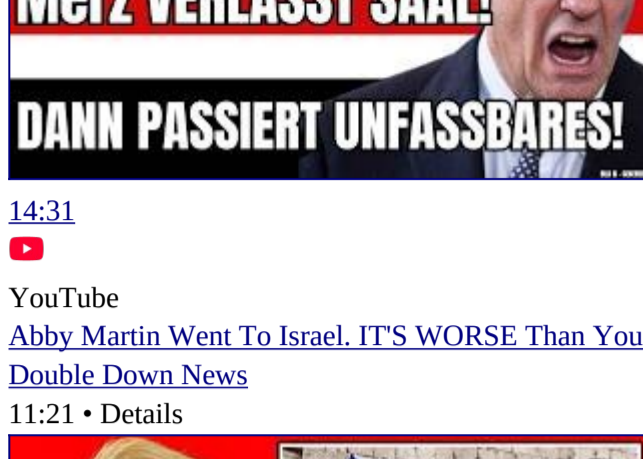 Merz VERLÄSST SAAL!
DANN PASSIERT UNFASSBARES!
14:31
YouTube
Abby Martin Went To Israel. IT'S WORSE Than You
Double Down News
11:21 • Details